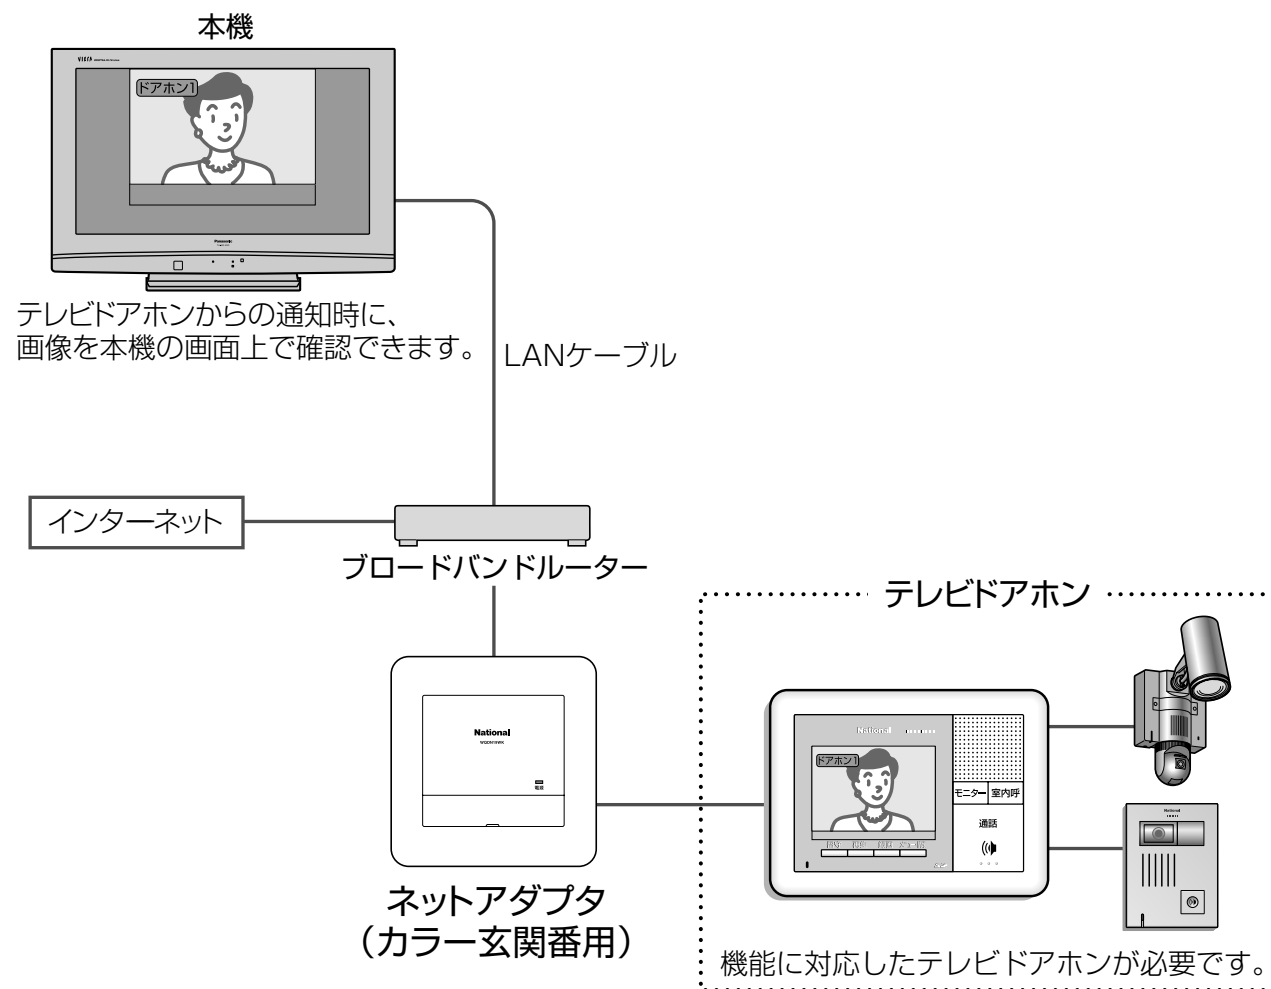 本機
VIERA
ドアホン1
Panasonic
テレビドアホンからの通知時に、
画像を本機の画面上で確認できます。
LANケーブル
インターネット
ブロードバンドルーター
テレビドアホン
National
電源
National
ドアホン1
モニター 室内呼
通話
National
ネットアダプタ
（カラー玄関番用）
機能に対応したテレビドアホンが必要です。